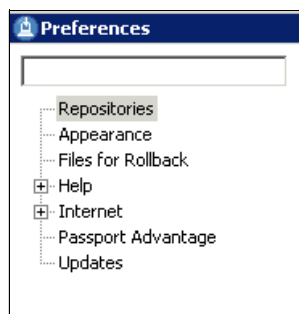 Preferences
Repositories
Appearance
Files for Rollback
Help
Internet
Passport Advantage
Updates